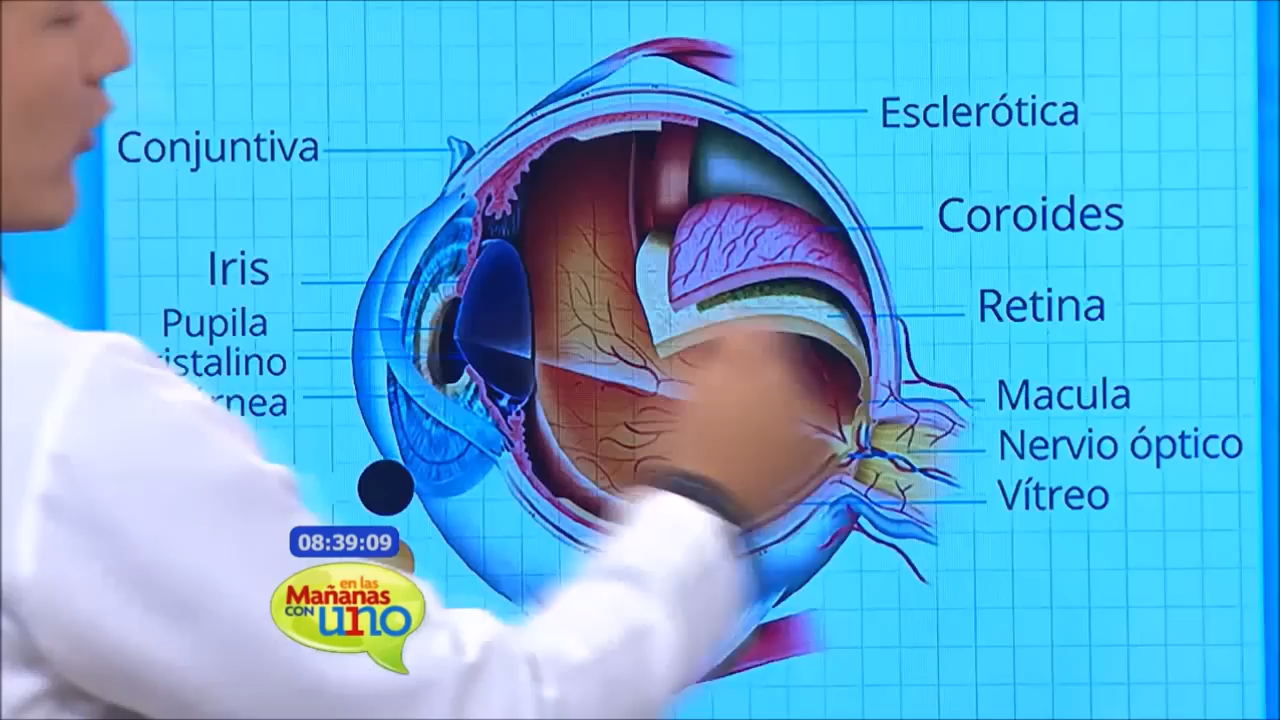 Conjuntiva
Iris
Pupila
Esclerótica
Coroides
Retina
Macula
Nervio óptico
Vítreo
08:39:09
en las
Mañanas
CON uno